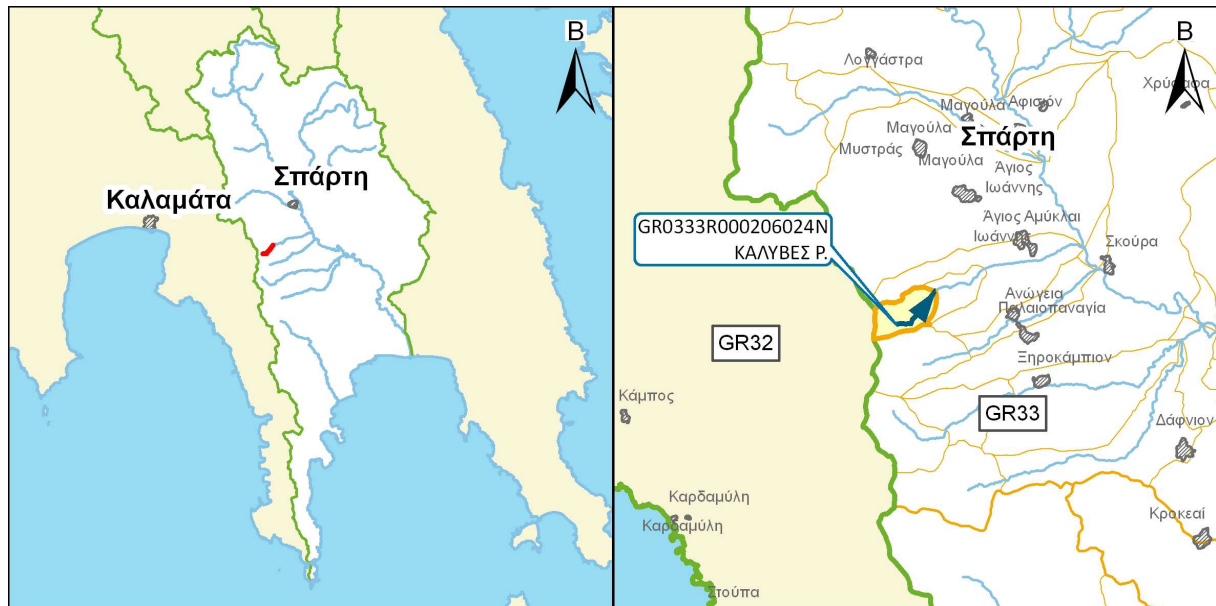 Β
Καλαμάτα
Σπάρτη
Β
Λογγάστρα
Χρύσαφα
Μαγούλα
Αφισιόν
Μαγούλα
Σπάρτη
Μυστράς
Μαγούλα
Άγιος
Ιωάννης
Άγιος Αμύκλαι
Ιωάννης
Σκούρα
GR0333R000206024N
ΚΑΛΥΒΕΣ Ρ.
Ανώγεια
Παλαιοπαναγία
GR32
Ξηροκάμπιον
Κάμπος
GR33
Δάφνιον
Καρδαμύλη
Καρδαμύλη
Κροκεαί
Στούπα